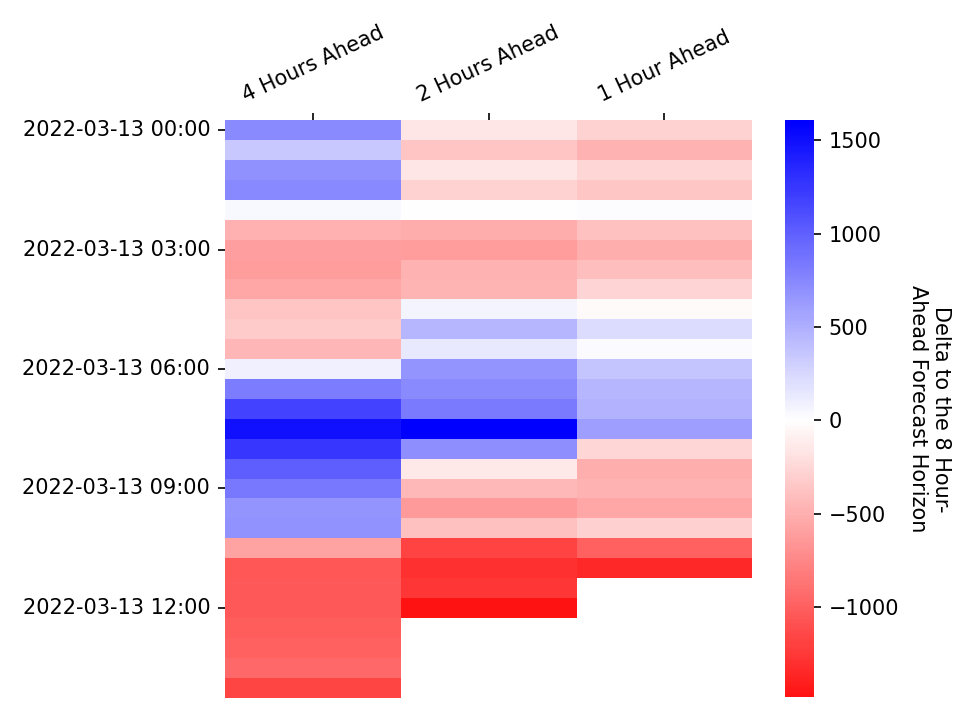 4 Hours Ahead
2 Hours Ahead
1 Hour Ahead
2022-03-13 00:00
2022-03-13 03:00
2022-03-13 06:00
2022-03-13 09:00
2022-03-13 12:00
1500
1000
500
0
−500
−1000
Delta to the 8 Hour-
Ahead Forecast Horizon